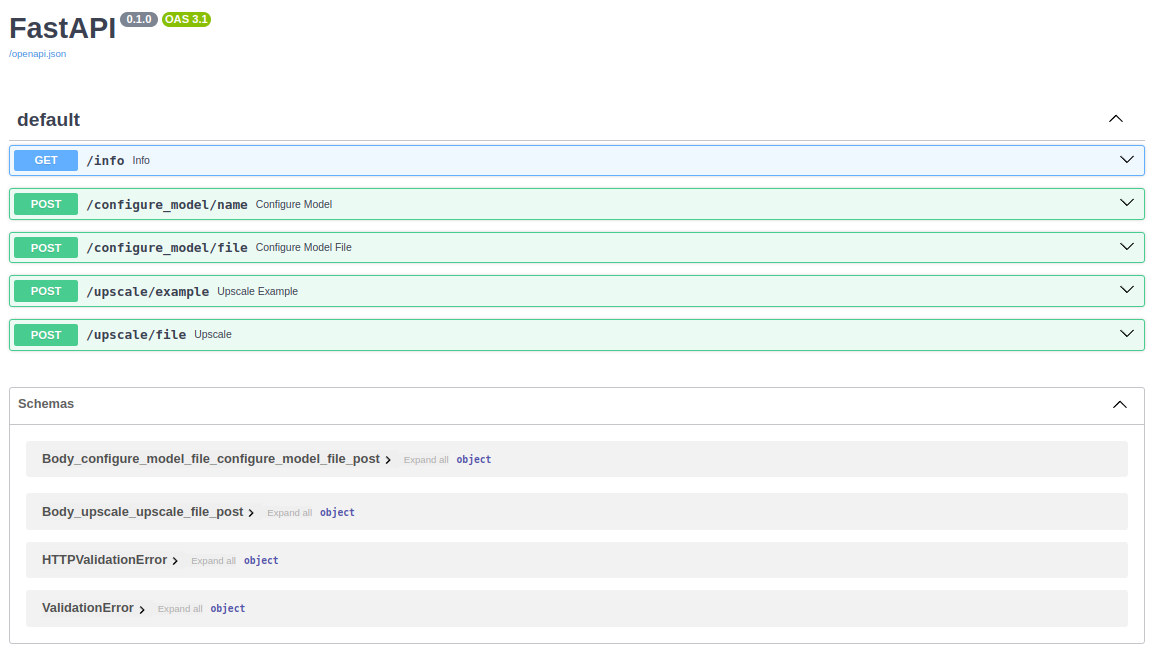 FastAPI 0.1.0 OAS 3.1
/openapi.json
default
GET /info Info
POST /configure_model/name Configure Model
POST /configure_model/file Configure Model File
POST /upscale/example Upscale Example
POST /upscale/file Upscale
Schemas
Body_configure_model_file_configure_model_file_post Expand all object
Body_upscale_upscale_file_post Expand all object
HTTPValidationError Expand all object
ValidationError Expand all object